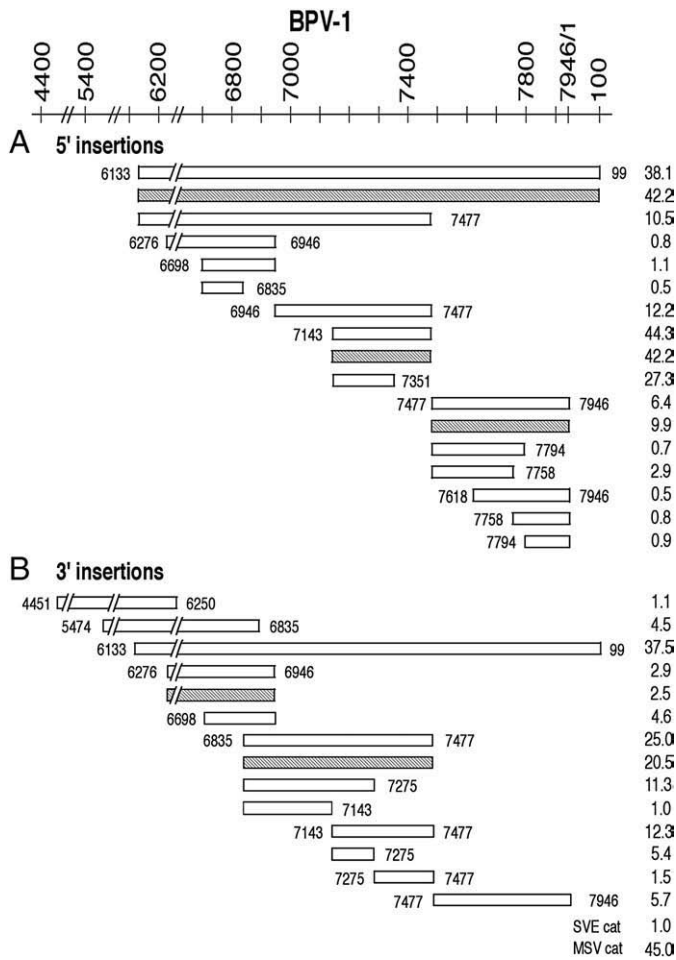 BPV-1
4400 5400 6200 6800 7000 7400 7800 7946/1 100
A 5' insertions
6133 99 38.1
42.2
7477 10.5
6276 6946 0.8
6698 1.1
6835 0.5
6946 7477 12.2
7143 44.3
42.2
7351 27.3
7477 7946 6.4
9.9
7794 0.7
7758 2.9
7618 7946 0.5
7758 0.8
7794 0.9
B 3' insertions
4451 6250 1.1
5474 6835 4.5
6133 99 37.5
6276 6946 2.9
2.5
6698 4.6
6835 7477 25.0
20.5
7275 11.3
7143 1.0
7143 7477 12.3
7275 5.4
7275 7477 1.5
7477 7946 5.7
SVE cat 1.0
MSV cat 45.0